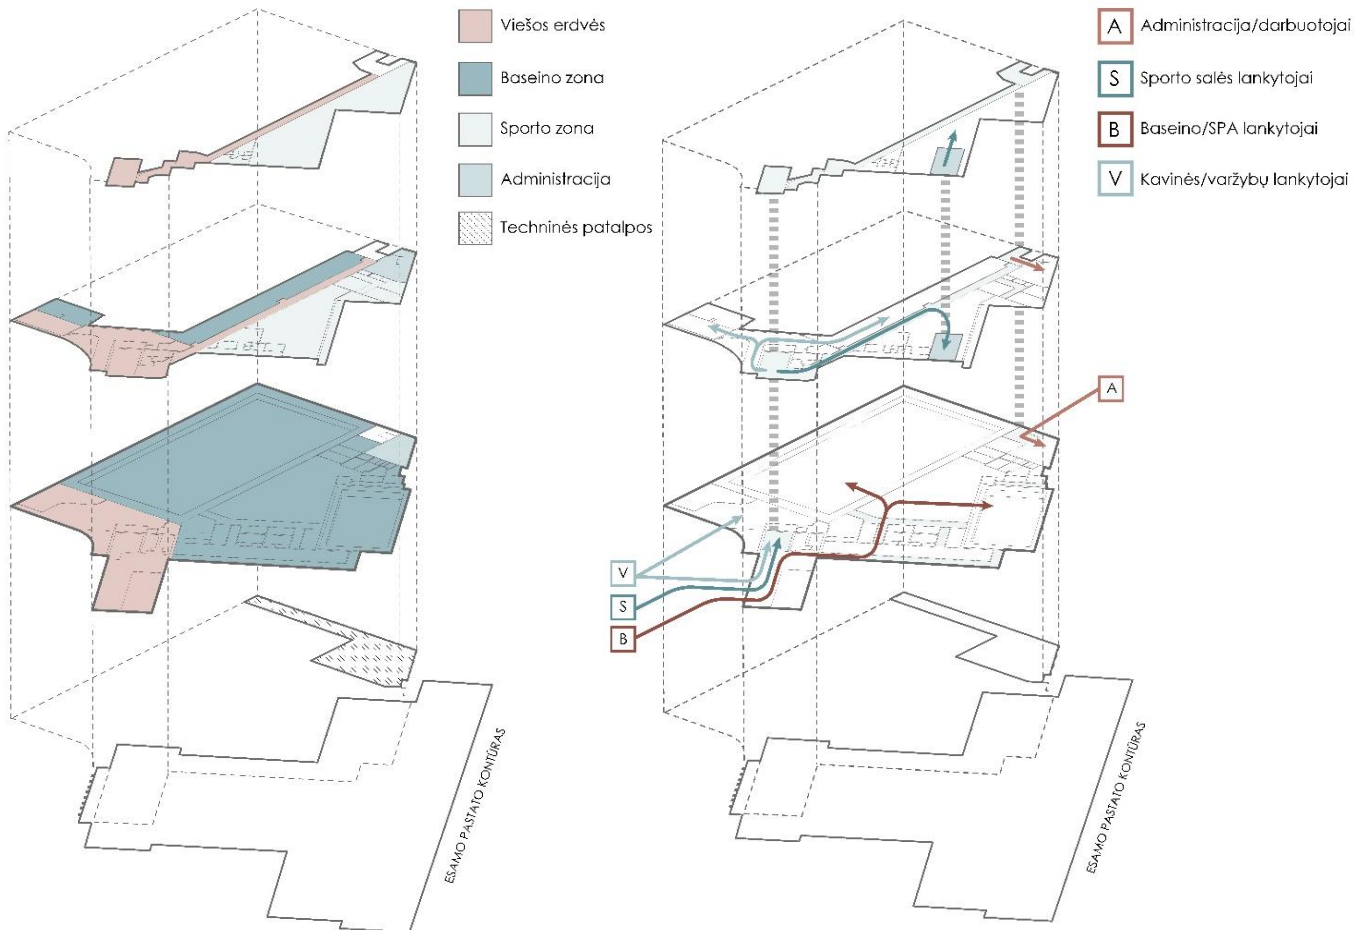 Viešos erdvės
Baseino zona
Sporto zona
Administracija
Techninės patalpos
ESAMO PASTATO KONTŪRAS
A Administracija/darbuotojai
S Sporto salės lankytojai
B Baseino/SPA lankytojai
V Kavinės/varžybų lankytojai
A
V
S
B
ESAMO PASTATO KONTŪRAS